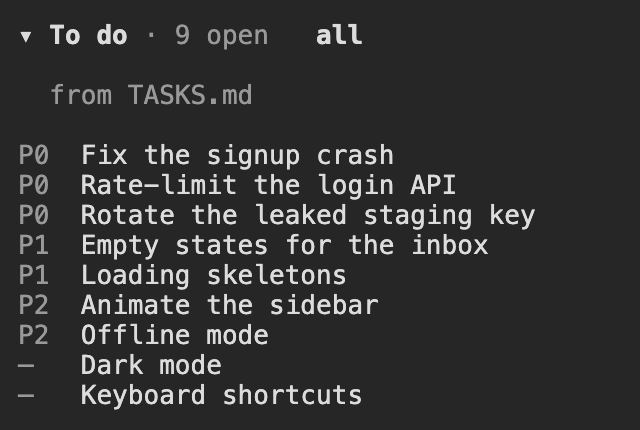 ▾ To do · 9 open   all
from TASKS.md
P0  Fix the signup crash
P0  Rate-limit the login API
P0  Rotate the leaked staging key
P1  Empty states for the inbox
P1  Loading skeletons
P2  Animate the sidebar
P2  Offline mode
–   Dark mode
–   Keyboard shortcuts